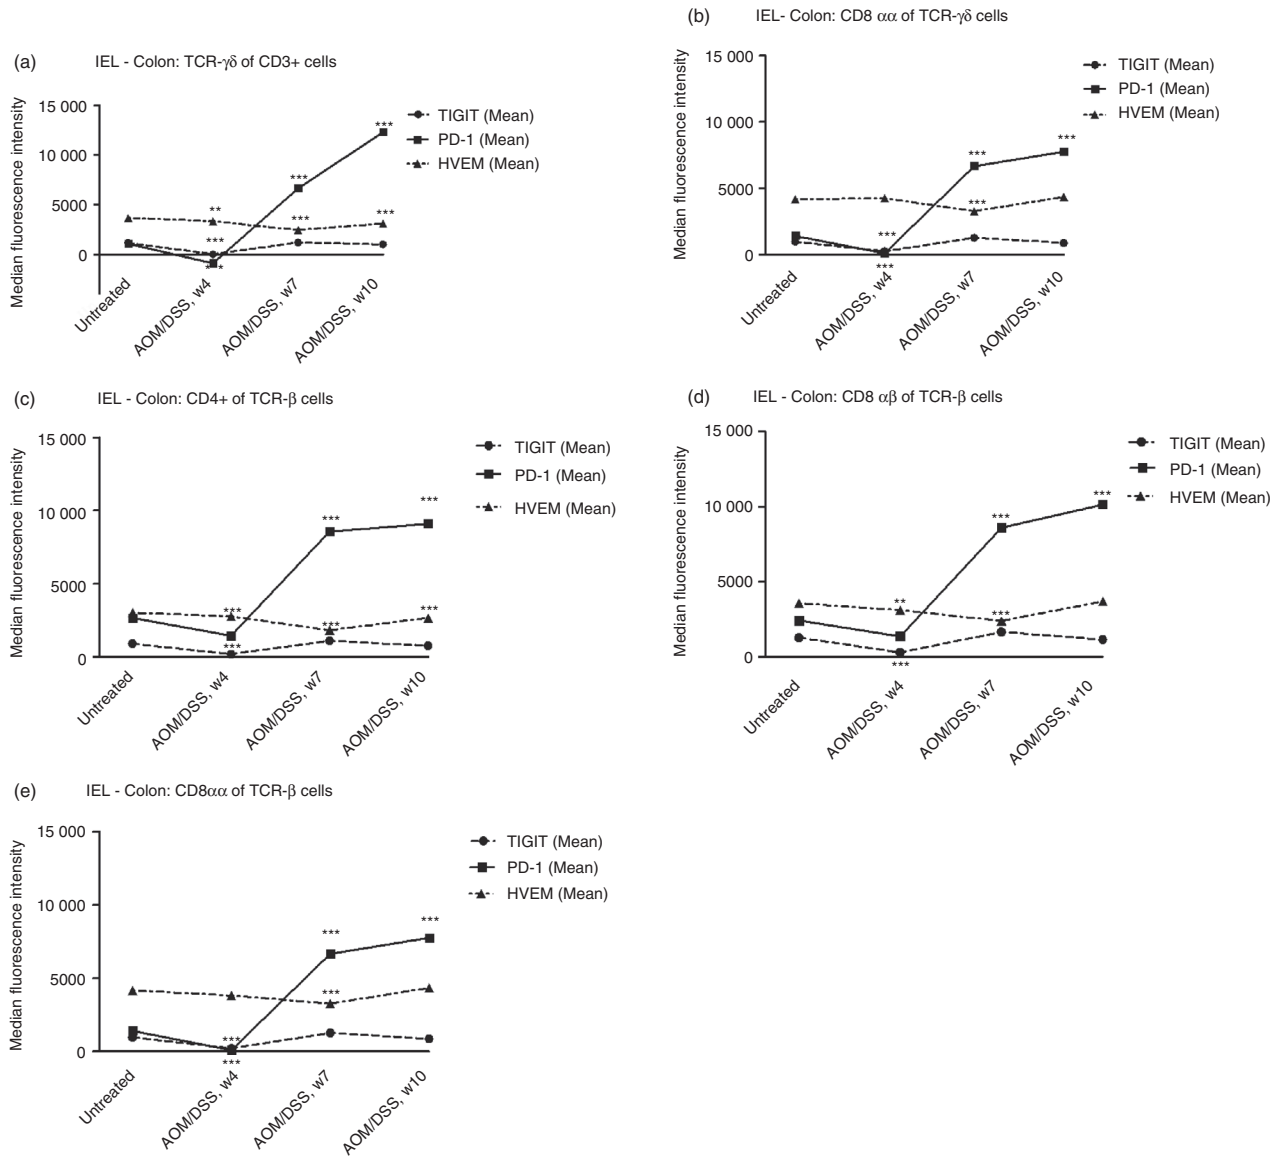 (a) IEL - Colon: TCR-γδ of CD3+ cells
Median fluorescence intensity
15 000
10 000
5000
0
TIGIT (Mean)
PD-1 (Mean)
HVEM (Mean)
***
***
**
***
***
***
***
Untreated
AOM/DSS, w4
AOM/DSS, w7
AOM/DSS, w10
(b) IEL- Colon: CD8 αα of TCR-γδ cells
Median fluorescence intensity
15 000
10 000
5000
0
TIGIT (Mean)
PD-1 (Mean)
HVEM (Mean)
***
***
***
***
***
Untreated
AOM/DSS, w4
AOM/DSS, w7
AOM/DSS, w10
(c) IEL - Colon: CD4+ of TCR-β cells
Median fluorescence intensity
15 000
10 000
5000
0
TIGIT (Mean)
PD-1 (Mean)
HVEM (Mean)
***
***
***
***
***
***
Untreated
AOM/DSS, w4
AOM/DSS, w7
AOM/DSS, w10
(d) IEL - Colon: CD8 αβ of TCR-β cells
Median fluorescence intensity
15 000
10 000
5000
0
TIGIT (Mean)
PD-1 (Mean)
HVEM (Mean)
***
***
**
***
***
Untreated
AOM/DSS, w4
AOM/DSS, w7
AOM/DSS, w10
(e) IEL - Colon: CD8αα of TCR-β cells
Median fluorescence intensity
15 000
10 000
5000
0
TIGIT (Mean)
PD-1 (Mean)
HVEM (Mean)
***
***
***
***
***
Untreated
AOM/DSS, w4
AOM/DSS, w7
AOM/DSS, w10